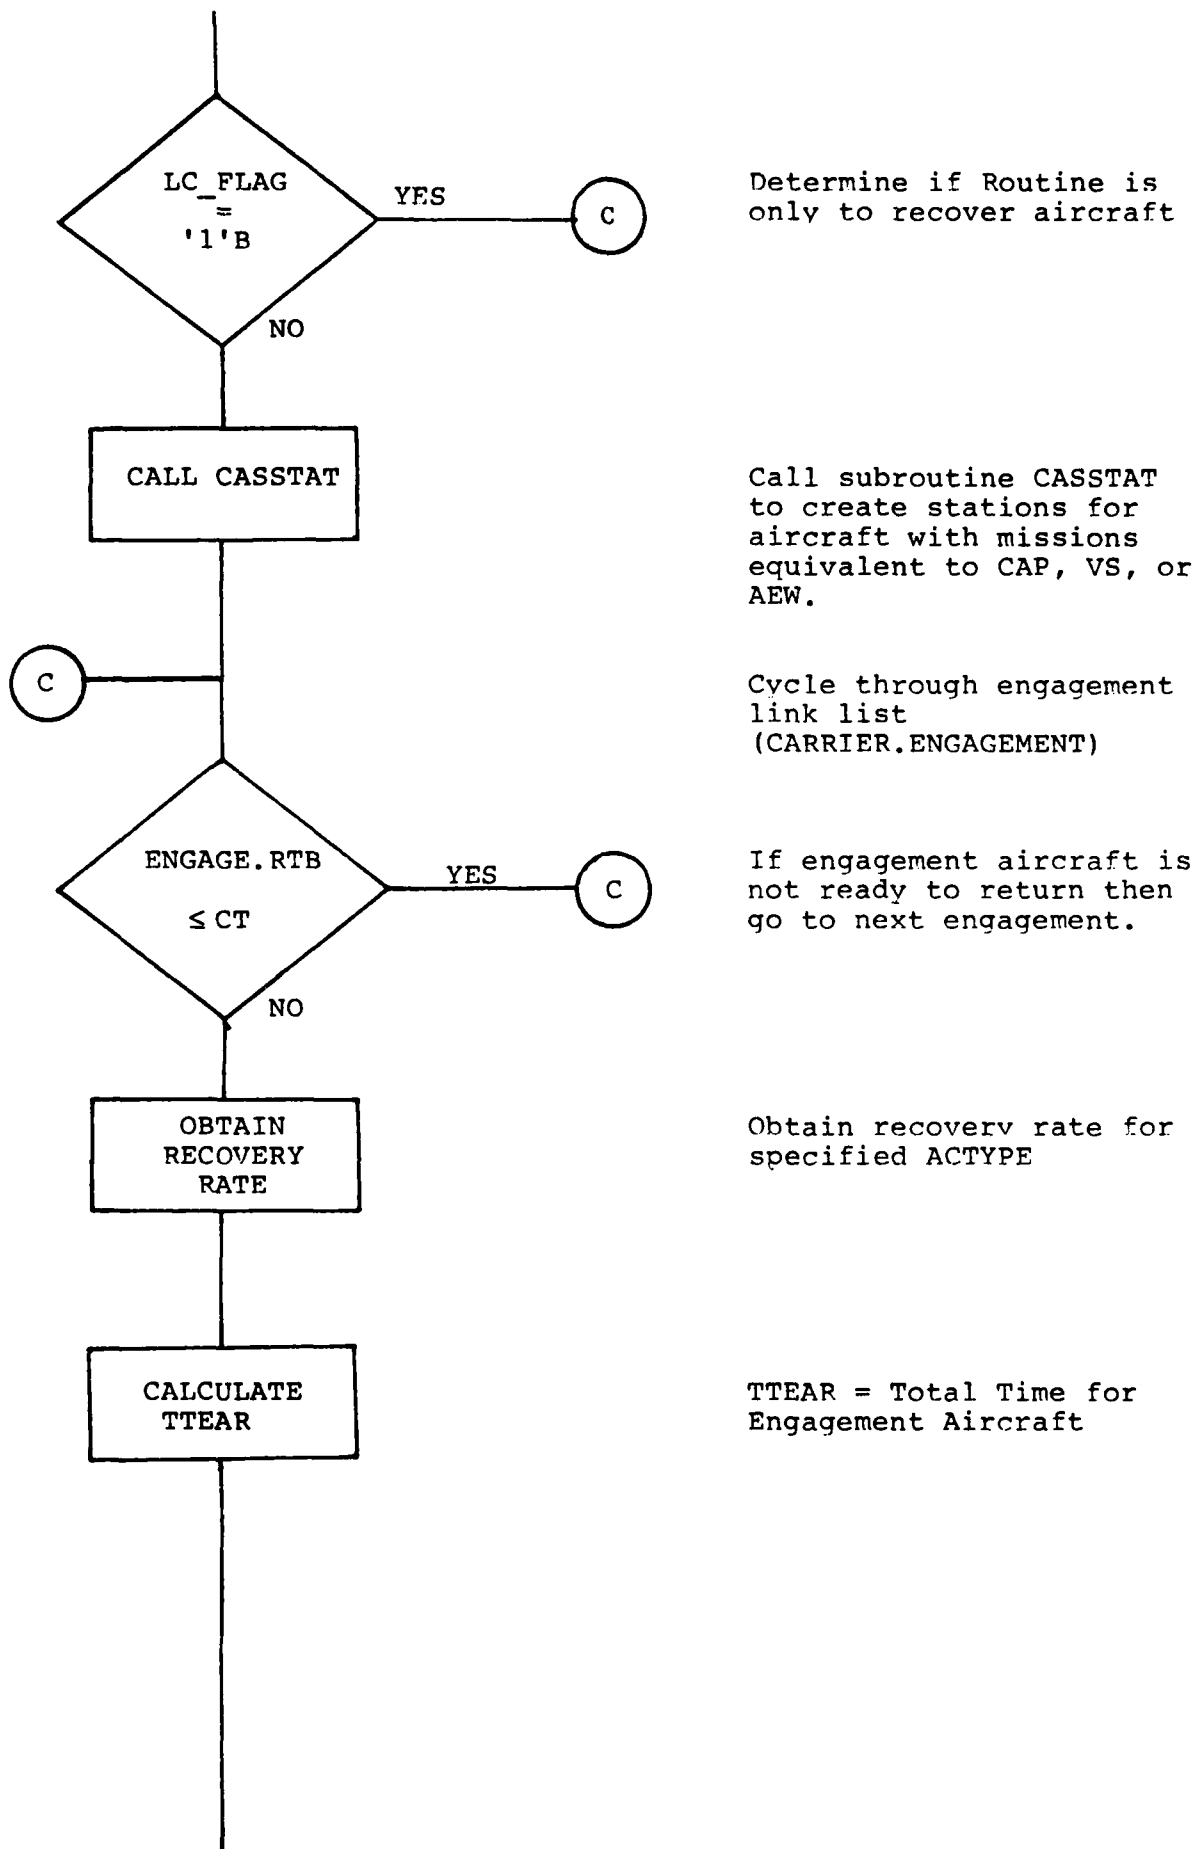 LC_FLAG
=
'1'B
YES
C
Determine if Routine is
only to recover aircraft
NO
CALL CASSTAT
Call subroutine CASSTAT
to create stations for
aircraft with missions
equivalent to CAP, VS, or
AEW.
C
Cycle through engagement
link list
(CARRIER.ENGAGEMENT)
ENGAGE.RTB
≤ CT
YES
C
If engagement aircraft is
not ready to return then
go to next engagement.
NO
OBTAIN
RECOVERY
RATE
Obtain recovery rate for
specified ACTYPE
CALCULATE
TTEAR
TTEAR = Total Time for
Engagement Aircraft